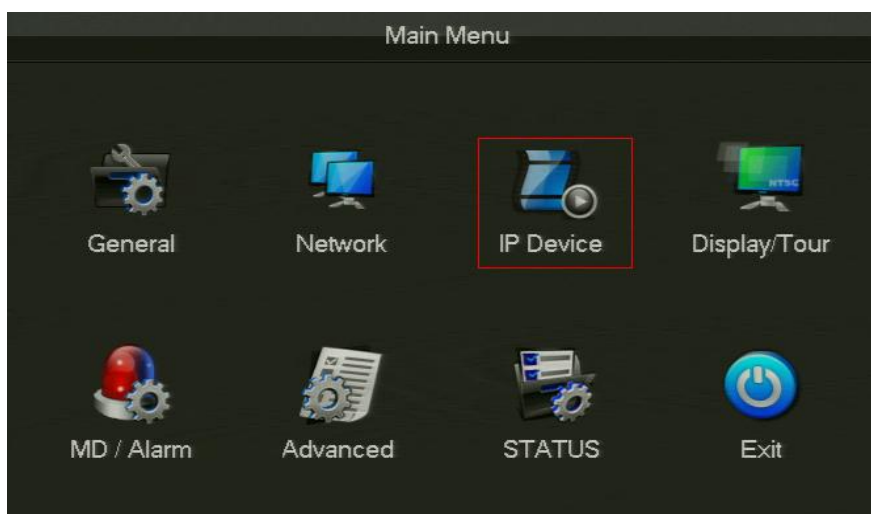 Main Menu
General
Network
IP Device
NTSC
Display/Tour
MD / Alarm
Advanced
STATUS
Exit